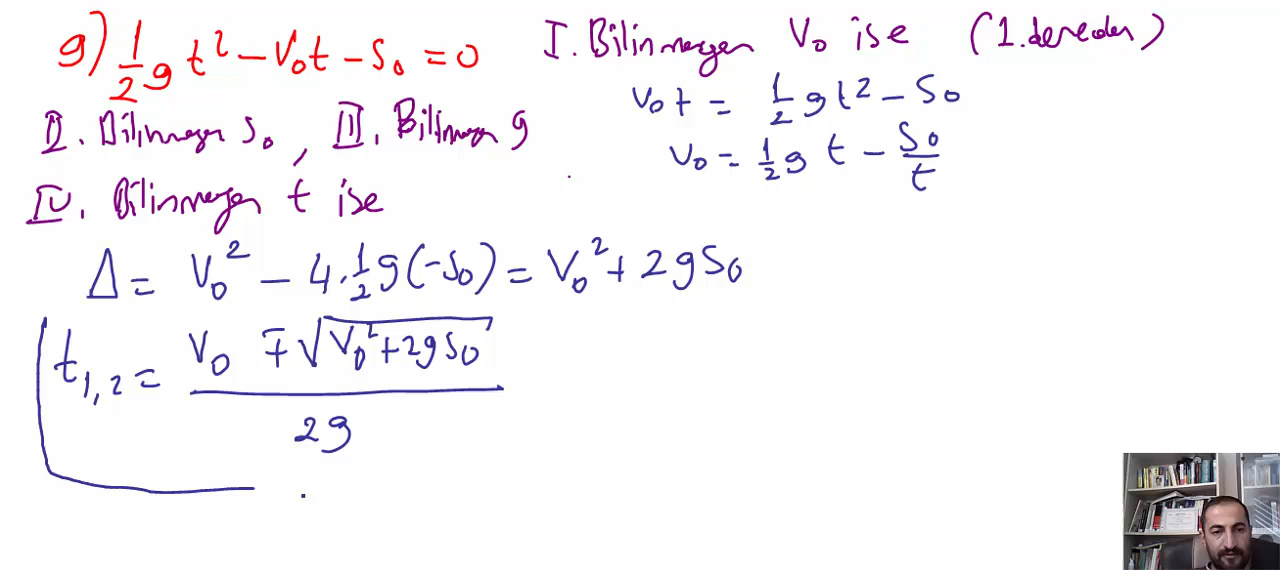 g) 1/2 g t² - V₀t - S₀ = 0
I. Bilinmeyen V₀ ise (1. dereceden)
V₀ t = 1/2 g t² - S₀
V₀ = 1/2 g t - S₀/t
II. Bilinmeyen S₀, III. Bilinmeyen g
IV. Bilinmeyen t ise
Δ = V₀² - 4.1/2 g(-S₀) = V₀² + 2gS₀
t₁,₂ = (V₀ ∓ √(V₀² + 2gS₀)) / 2g